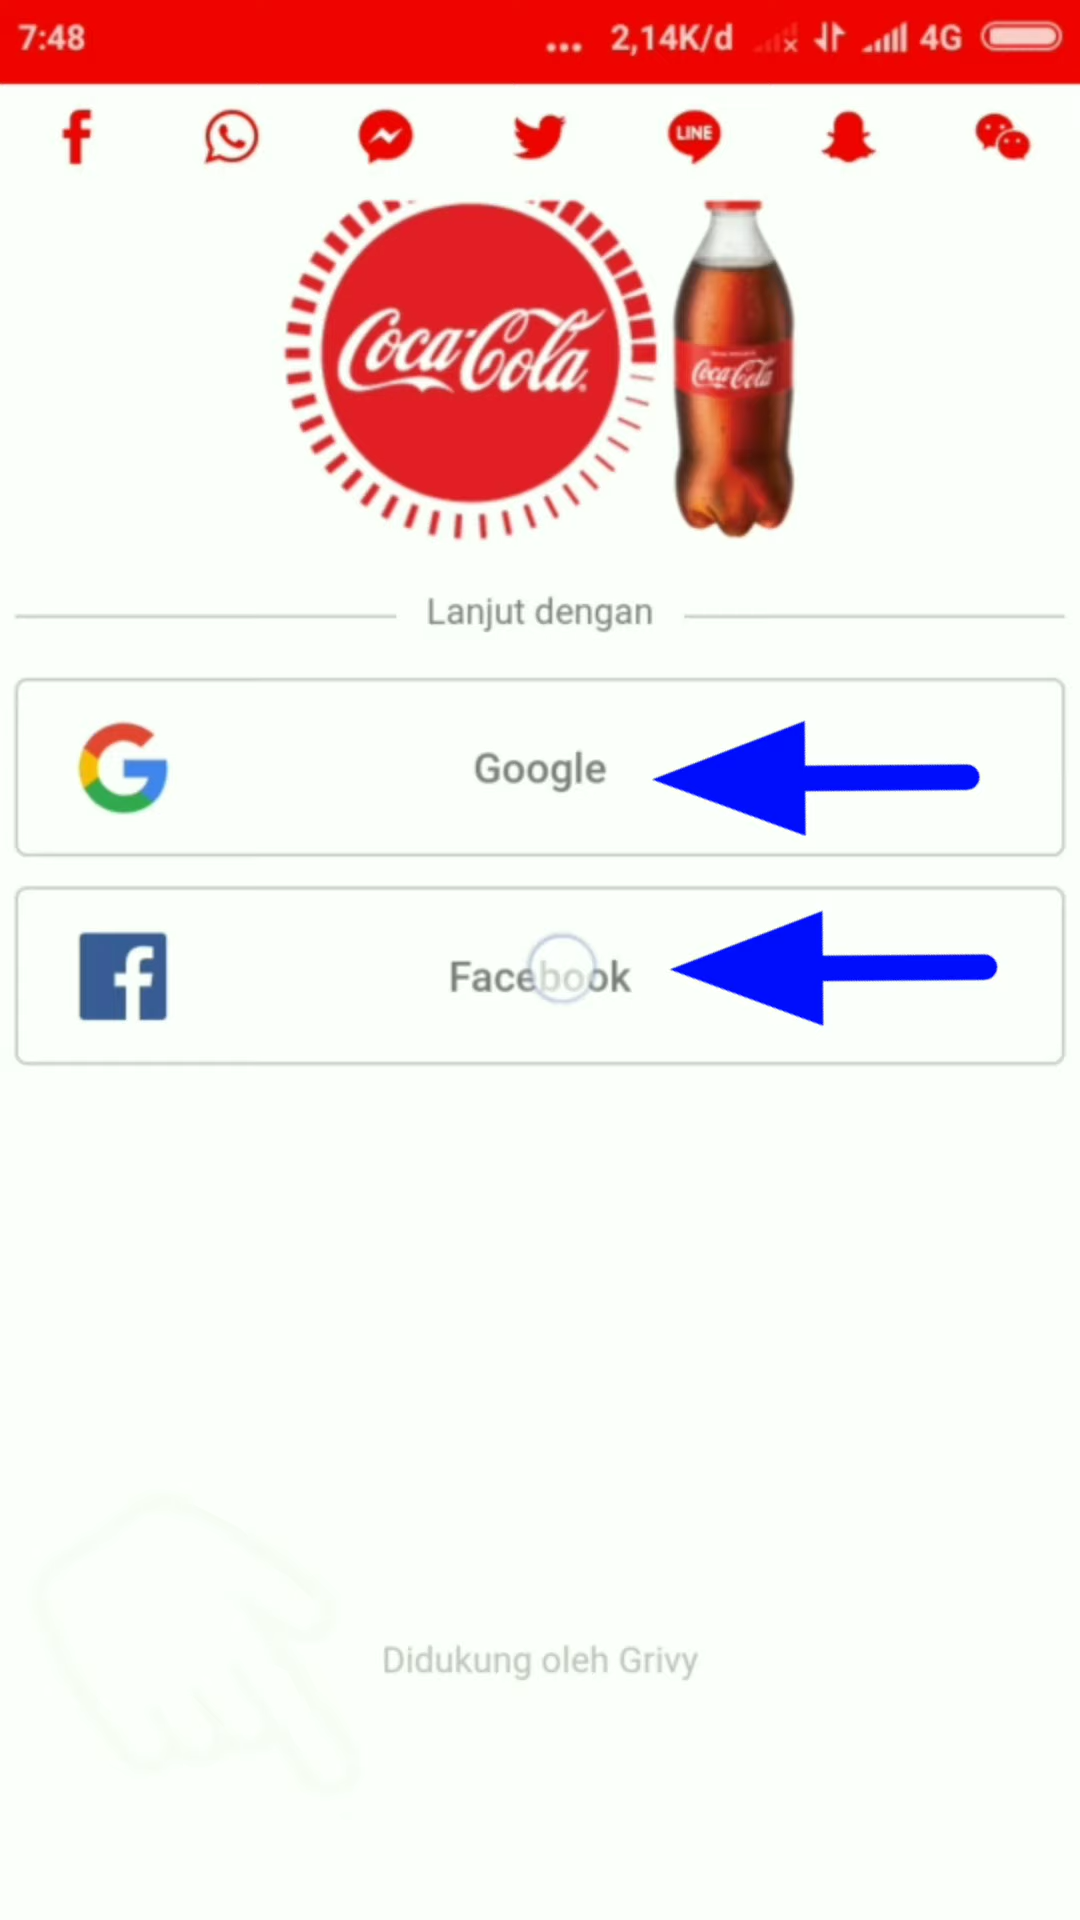 7:48 ... 2,14K/d 4G
LINE
Coca-Cola
Coca-Cola
Lanjut dengan
Google
Facebook
Didukung oleh Grivy